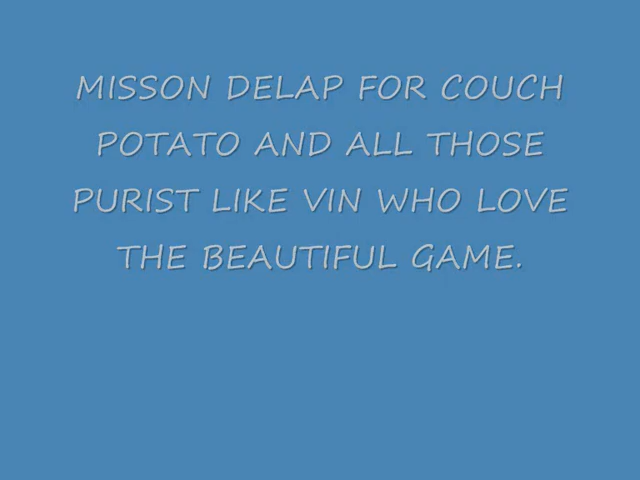 MISSON DELAP FOR COUCH
POTATO AND ALL THOSE
PURIST LIKE VIN WHO LOVE
THE BEAUTIFUL GAME.